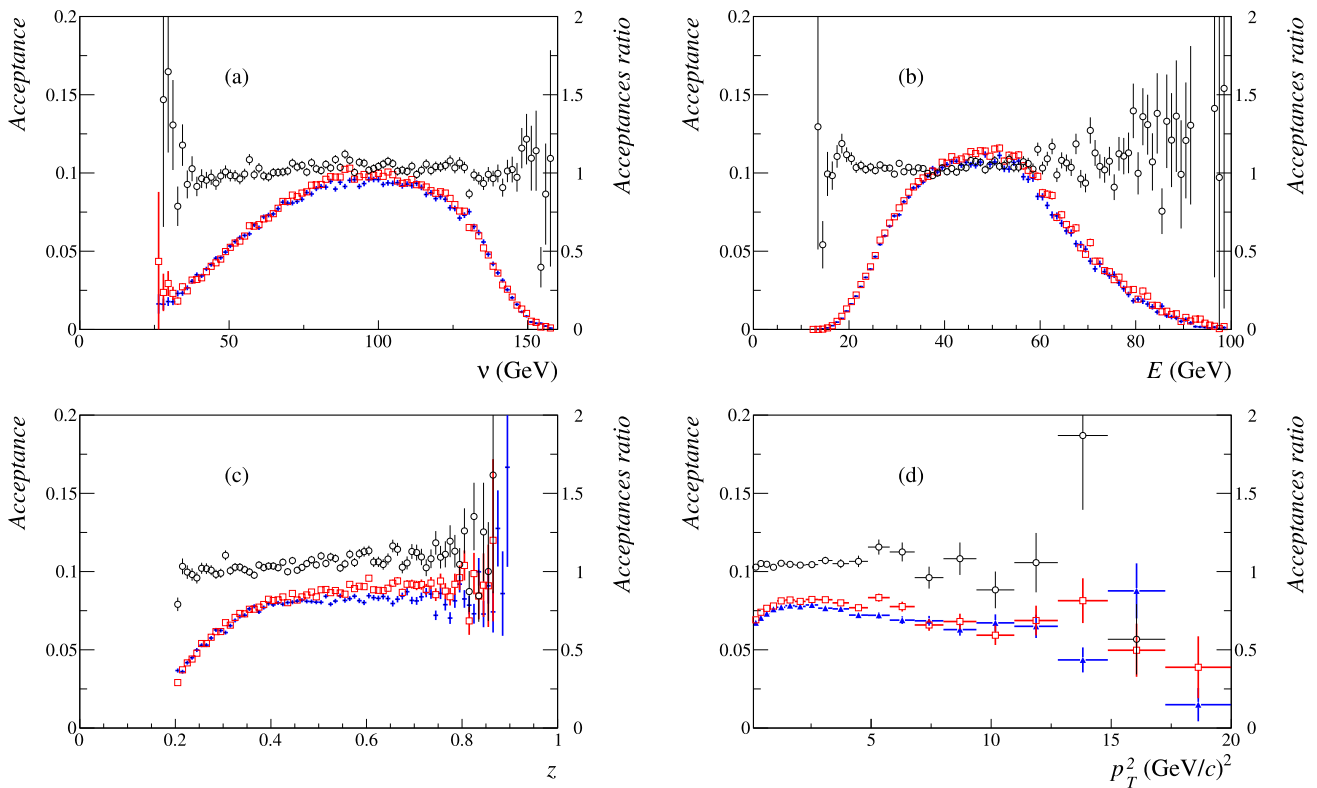 0.2 2 0.2 2
Acceptance (a) Acceptances ratio Acceptance (b) Acceptances ratio
0.15 1.5 0.15 1.5
0.1 1 0.1 1
0.05 0.5 0.05 0.5
0 0 0 0
0 50 100 150 20 40 60 80 100
ν (GeV) E (GeV)
0.2 2 0.2 2
Acceptance (c) Acceptances ratio Acceptance (d) Acceptances ratio
0.15 1.5 0.15 1.5
0.1 1 0.1 1
0.05 0.5 0.05 0.5
0 0 0 0
0 0.2 0.4 0.6 0.8 1 5 10 15 20
z p_T^2 (GeV/c)^2